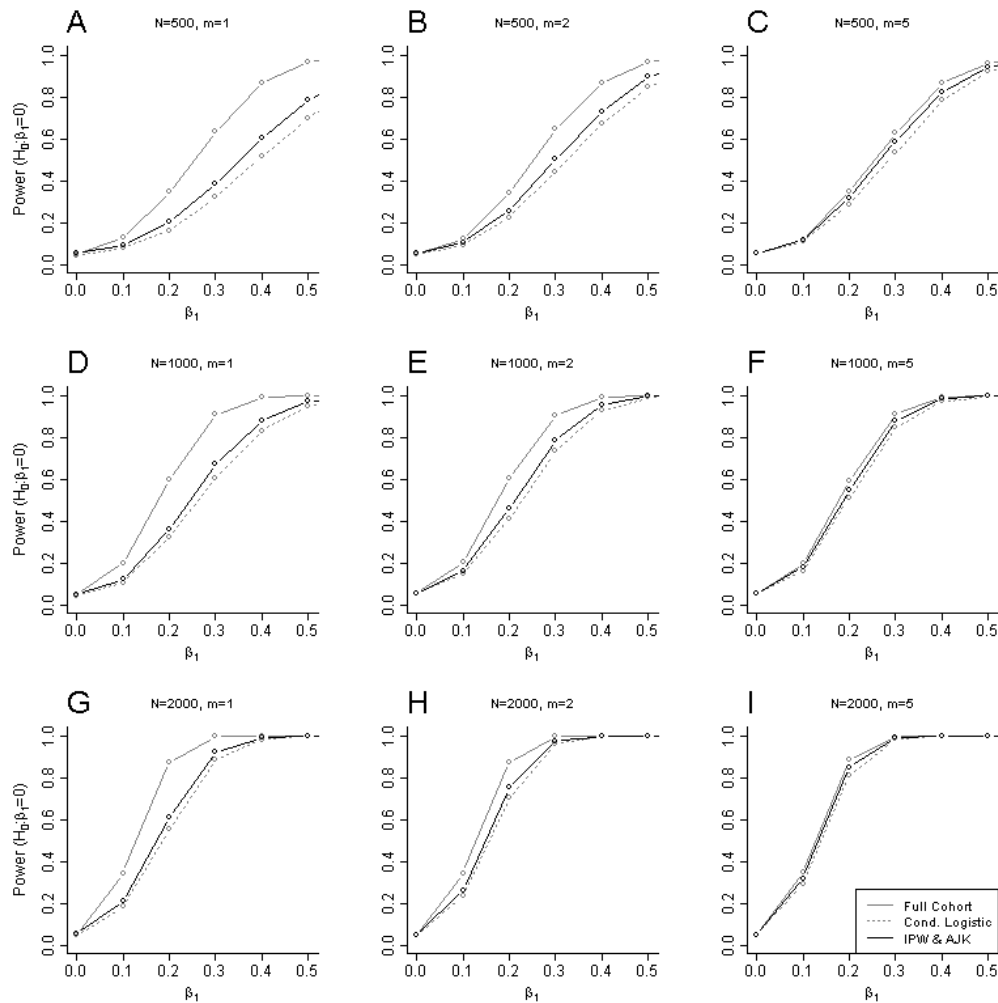 A
N=500, m=1
Power (H₀:β₁=0)
0.0 0.2 0.4 0.6 0.8 1.0
0.0 0.1 0.2 0.3 0.4 0.5
β₁
B
N=500, m=2
0.0 0.2 0.4 0.6 0.8 1.0
0.0 0.1 0.2 0.3 0.4 0.5
β₁
C
N=500, m=5
0.0 0.2 0.4 0.6 0.8 1.0
0.0 0.1 0.2 0.3 0.4 0.5
β₁
D
N=1000, m=1
Power (H₀:β₁=0)
0.0 0.2 0.4 0.6 0.8 1.0
0.0 0.1 0.2 0.3 0.4 0.5
β₁
E
N=1000, m=2
0.0 0.2 0.4 0.6 0.8 1.0
0.0 0.1 0.2 0.3 0.4 0.5
β₁
F
N=1000, m=5
0.0 0.2 0.4 0.6 0.8 1.0
0.0 0.1 0.2 0.3 0.4 0.5
β₁
G
N=2000, m=1
Power (H₀:β₁=0)
0.0 0.2 0.4 0.6 0.8 1.0
0.0 0.1 0.2 0.3 0.4 0.5
β₁
H
N=2000, m=2
0.0 0.2 0.4 0.6 0.8 1.0
0.0 0.1 0.2 0.3 0.4 0.5
β₁
I
N=2000, m=5
0.0 0.2 0.4 0.6 0.8 1.0
0.0 0.1 0.2 0.3 0.4 0.5
β₁
Full Cohort
Cond. Logistic
IPW & AJK